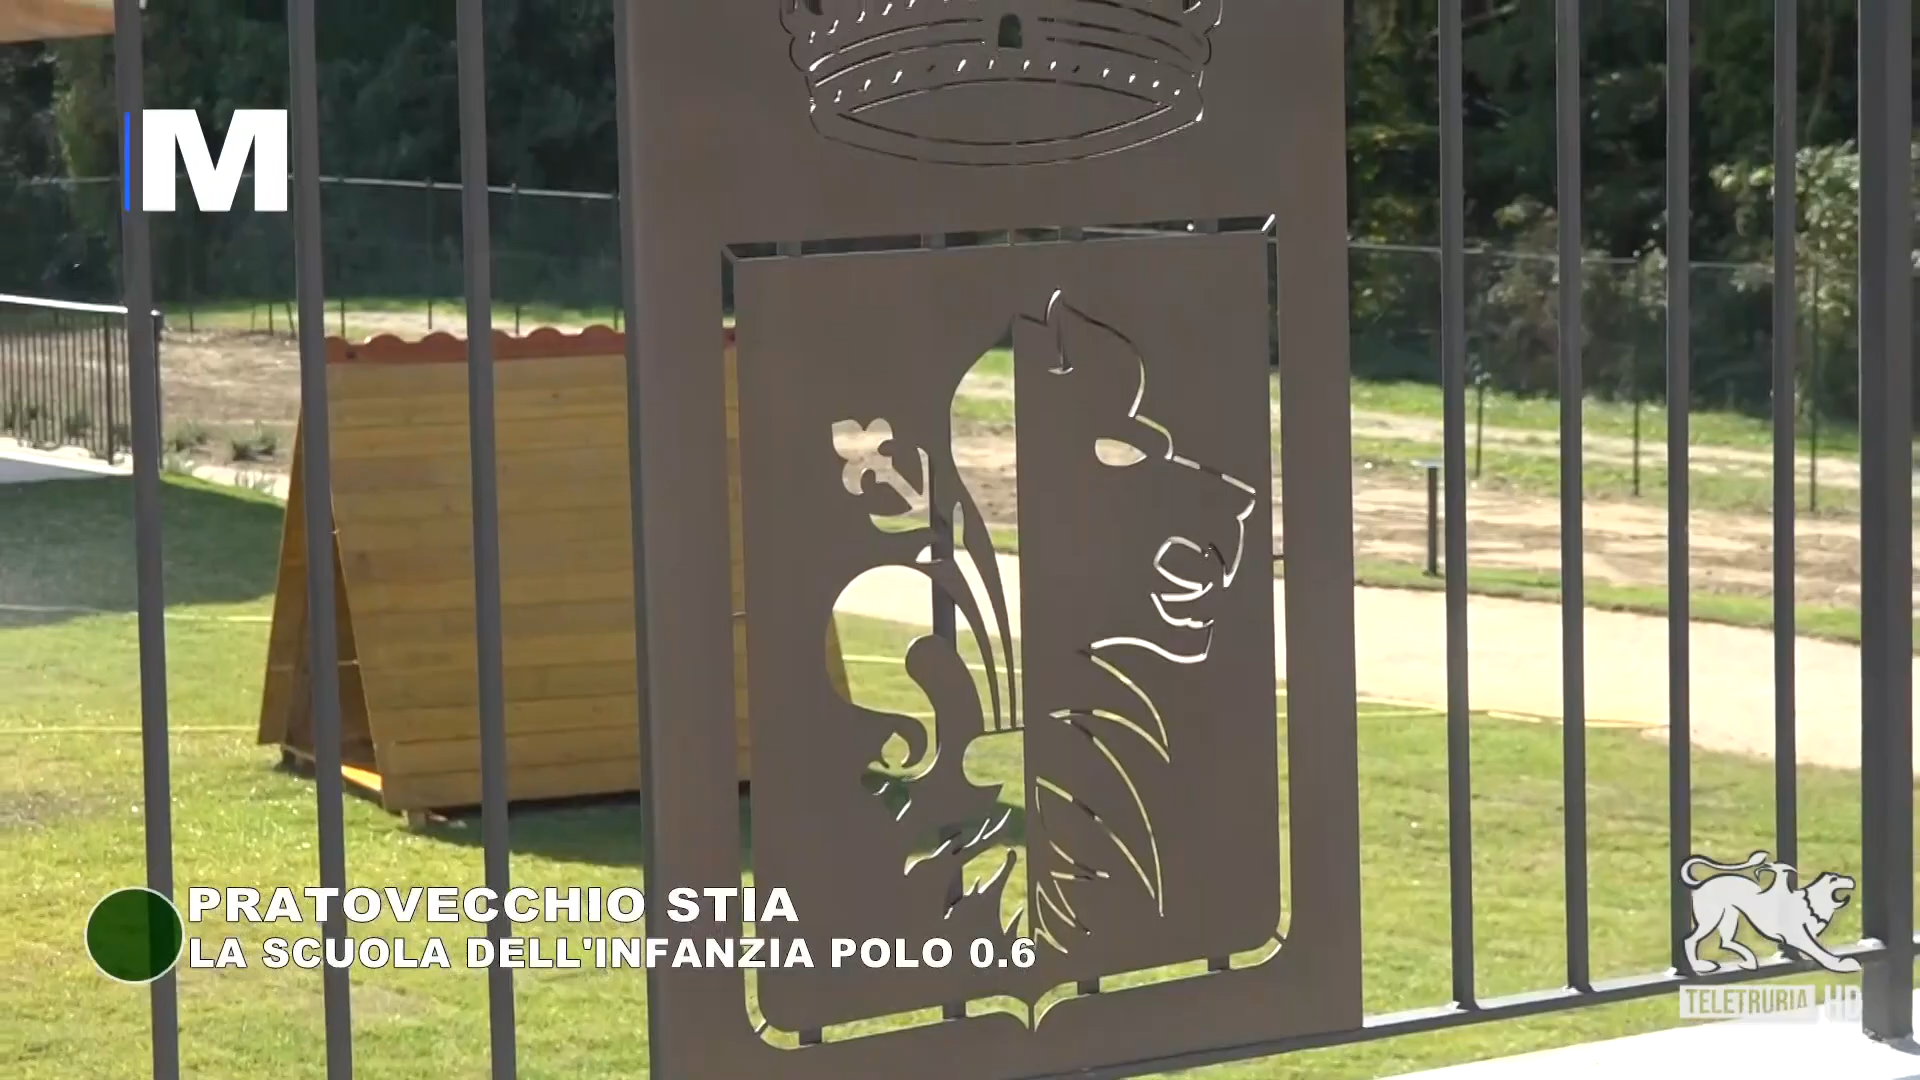 M
PRATOVECCHIO STIA
LA SCUOLA DELL'INFANZIA POLO 0.6
TELETRURIA HD